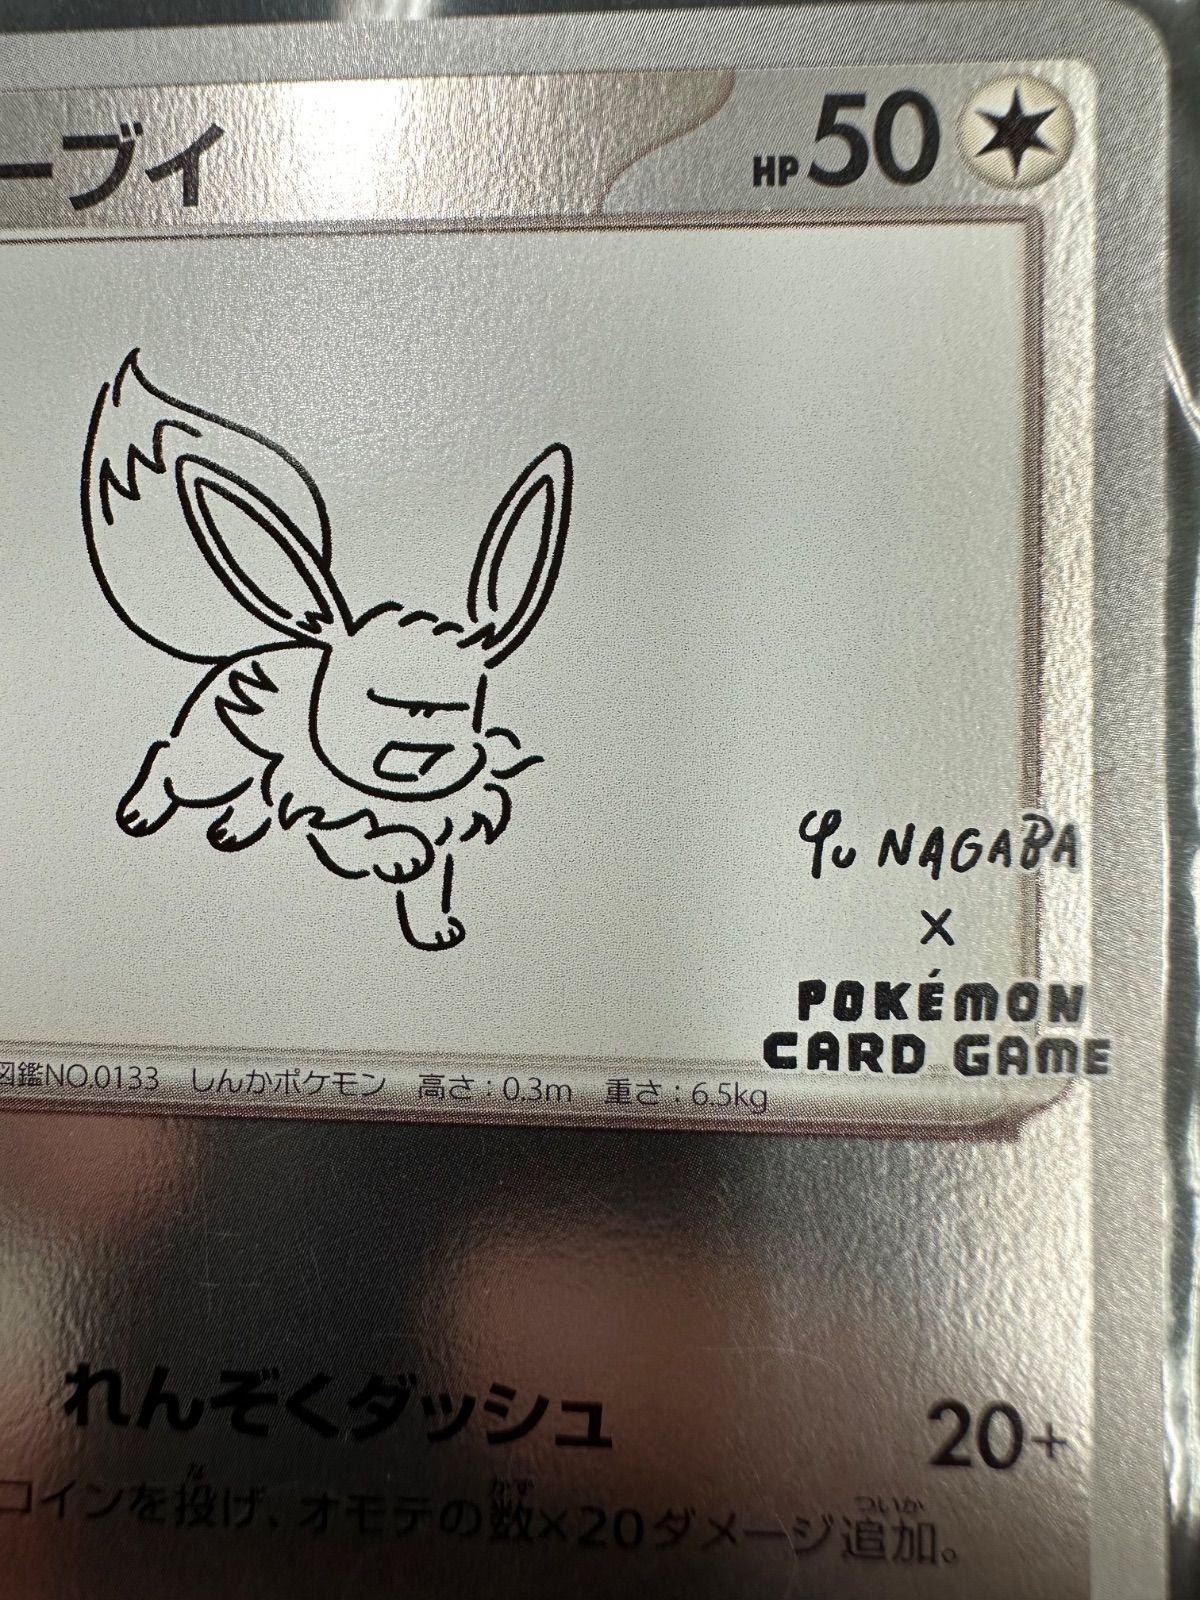 ーブイ HP50
Yu NAGABA
×
POKÉMON
CARD GAME
図鑑NO.0133 しんかポケモン 高さ：0.3m 重さ：6.5kg
れんぞくダッシュ 20+
コインを投げ、オモテの数×20ダメージ追加。